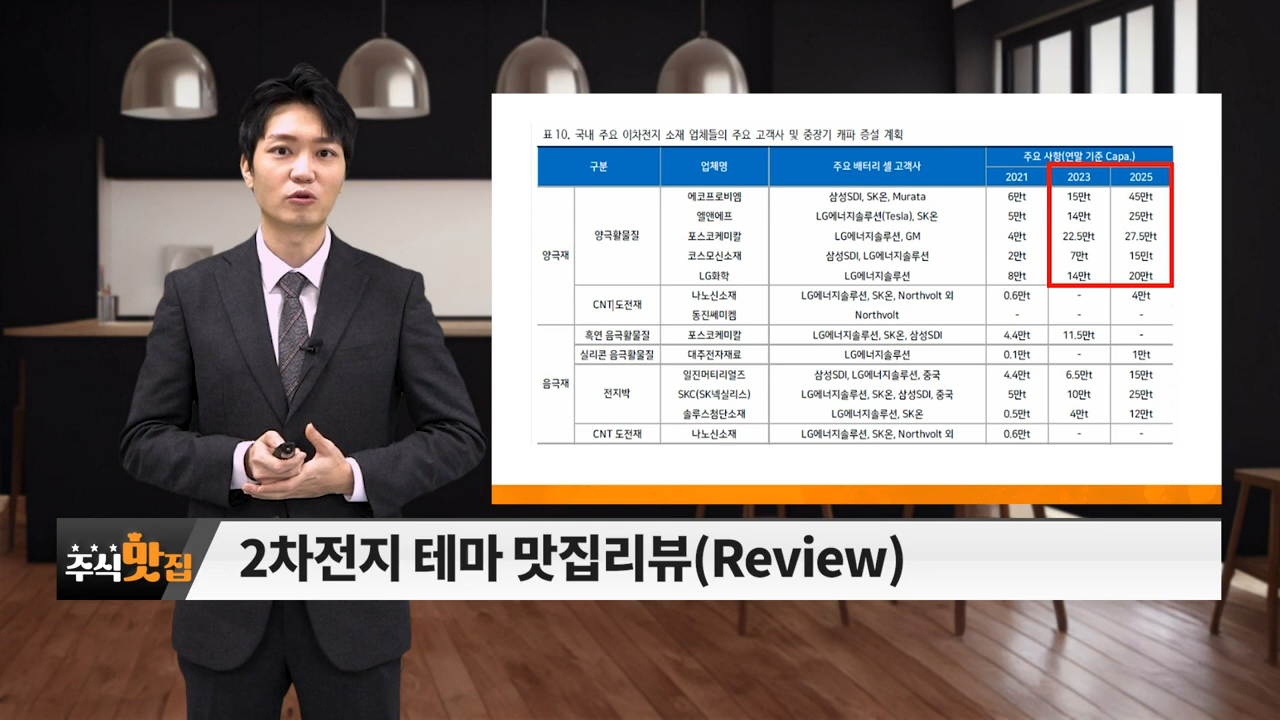 표 10. 국내 주요 이차전지 소재 업체들의 주요 고객사 및 중장기 캐파 증설 계획
구분 업체명 주요 배터리 셀 고객사 주요 사항(연말 기준 Capa.)
2021 2023 2025
양극재 양극활물질 에코프로비엠 삼성SDI, SK온, Murata 6만t 15만t 45만t
엘앤에프 LG에너지솔루션(Tesla), SK온 5만t 14만t 25만t
포스코케미칼 LG에너지솔루션, GM 4만t 22.5만t 27.5만t
코스모신소재 삼성SDI, LG에너지솔루션 2만t 7만t 15만t
LG화학 LG에너지솔루션 8만t 14만t 20만t
CNT도전재 나노신소재 LG에너지솔루션, SK온, Northvolt 외 0.6만t - 4만t
동진쎄미켐 Northvolt - - -
음극재 흑연 음극활물질 포스코케미칼 LG에너지솔루션, SK온, 삼성SDI 4.4만t 11.5만t -
실리콘 음극활물질 대주전자재료 LG에너지솔루션 0.1만t - 1만t
전지박 일진머티리얼즈 삼성SDI, LG에너지솔루션, 중국 4.4만t 6.5만t 15만t
SKC(SK넥실리스) LG에너지솔루션, SK온, 삼성SDI, 중국 5만t 10만t 25만t
솔루스첨단소재 LG에너지솔루션, SK온 0.5만t 4만t 12만t
CNT 도전재 나노신소재 LG에너지솔루션, SK온, Northvolt 외 0.6만t - -
주식맛집
2차전지 테마 맛집리뷰(Review)